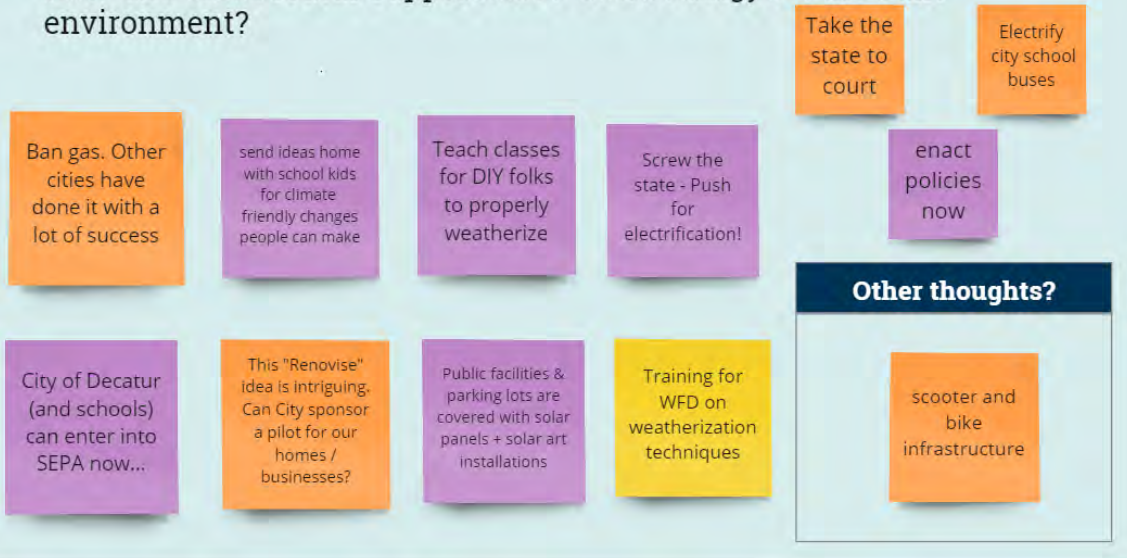 environment?
Take the
state to
court
Electrify
city school
buses
Ban gas. Other
cities have
done it with a
lot of success
send ideas home
with school kids
for climate
friendly changes
people can make
Teach classes
for DIY folks
to properly
weatherize
Screw the
state - Push
for
electrification!
enact
policies
now
City of Decatur
(and schools)
can enter into
SEPA now...
This "Renovise"
idea is intriguing.
Can City sponsor
a pilot for our
homes /
businesses?
Public facilities &
parking lots are
covered with solar
panels + solar art
installations
Training for
WFD on
weatherization
techniques
Other thoughts?
scooter and
bike
infrastructure